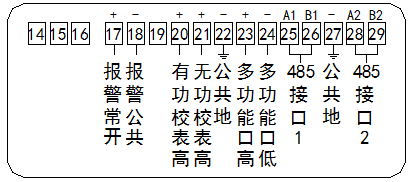 + − + + − + − A1 B1 − A2 B2
14 15 16 17 18 19 20 21 22 23 24 25 26 27 28 29
报警常开
报警公共
有功校表高
无功校表高
公共地
多功能口高
多功能口低
485接口1
公共地
485接口2